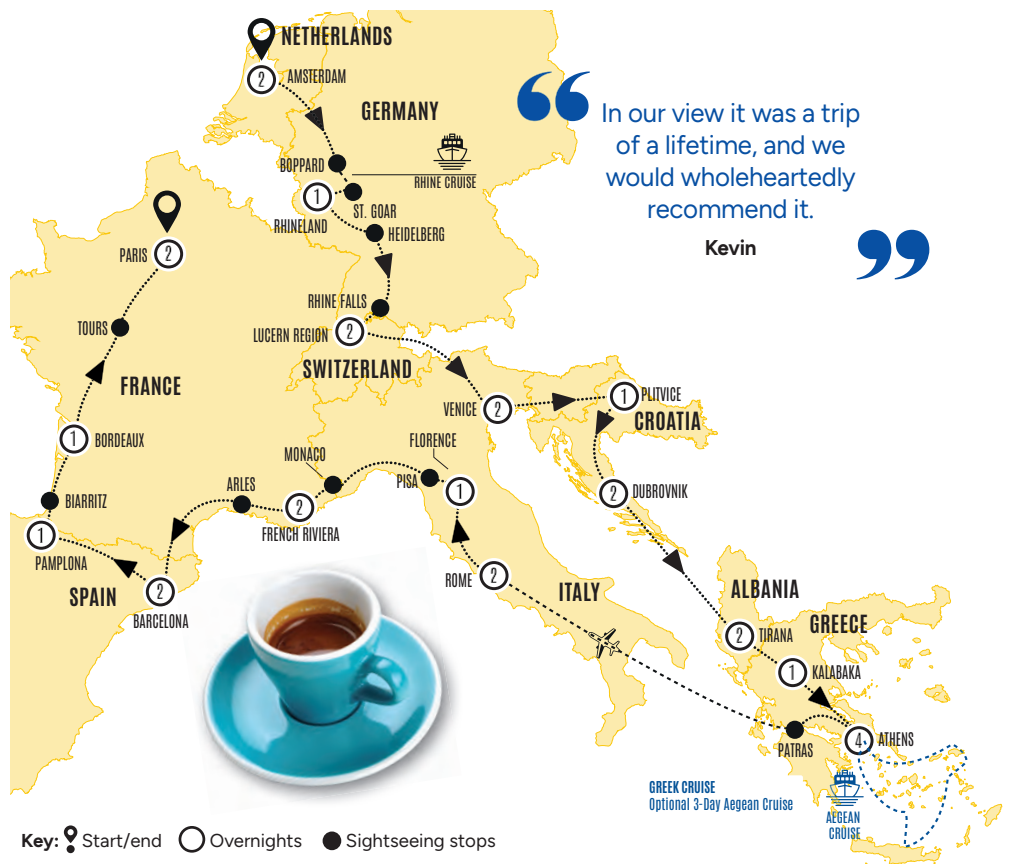 NETHERLANDS
2
AMSTERDAM
GERMANY
BOPPARD
RHINE CRUISE
1
RHINELAND
ST. GOAR
HEIDELBERG
PARIS
2
RHINE FALLS
TOURS
LUCERN REGION
2
SWITZERLAND
FRANCE
VENICE
2
1
PLITVICE
CROATIA
1
BORDEAUX
FLORENCE
MONACO
PISA
1
ARLES
2
FRENCH RIVIERA
2
DUBROVNIK
BIARRITZ
1
PAMPLONA
SPAIN
2
BARCELONA
ROME
2
ITALY
ALBANIA
GREECE
2
TIRANA
1
KALABAKA
PATRAS
4
ATHENS
GREEK CRUISE
Optional 3-Day Aegean Cruise
AEGEAN
CRUISE
“
In our view it was a trip
of a lifetime, and we
would wholeheartedly
recommend it.
Kevin
”
Key: Start/end Overnights Sightseeing stops